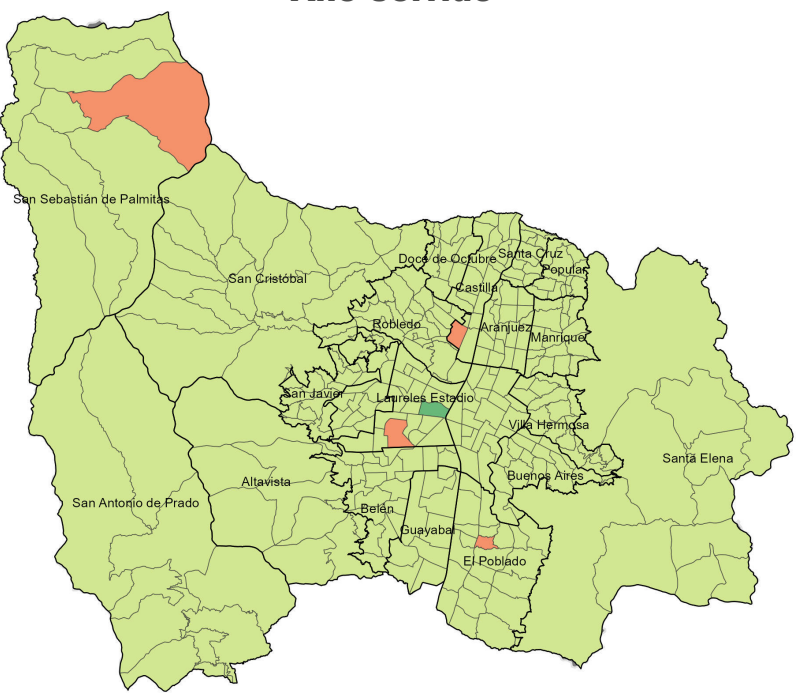 San Sebastián de Palmitas
San Cristóbal
Doce de Octubre
Santa Cruz
Popular
Castilla
Robledo
Aranjuez
Manrique
San Javier
Laureles Estadio
Villa Hermosa
Santa Elena
Buenos Aires
Altavista
San Antonio de Prado
Belén
Guayabal
El Poblado